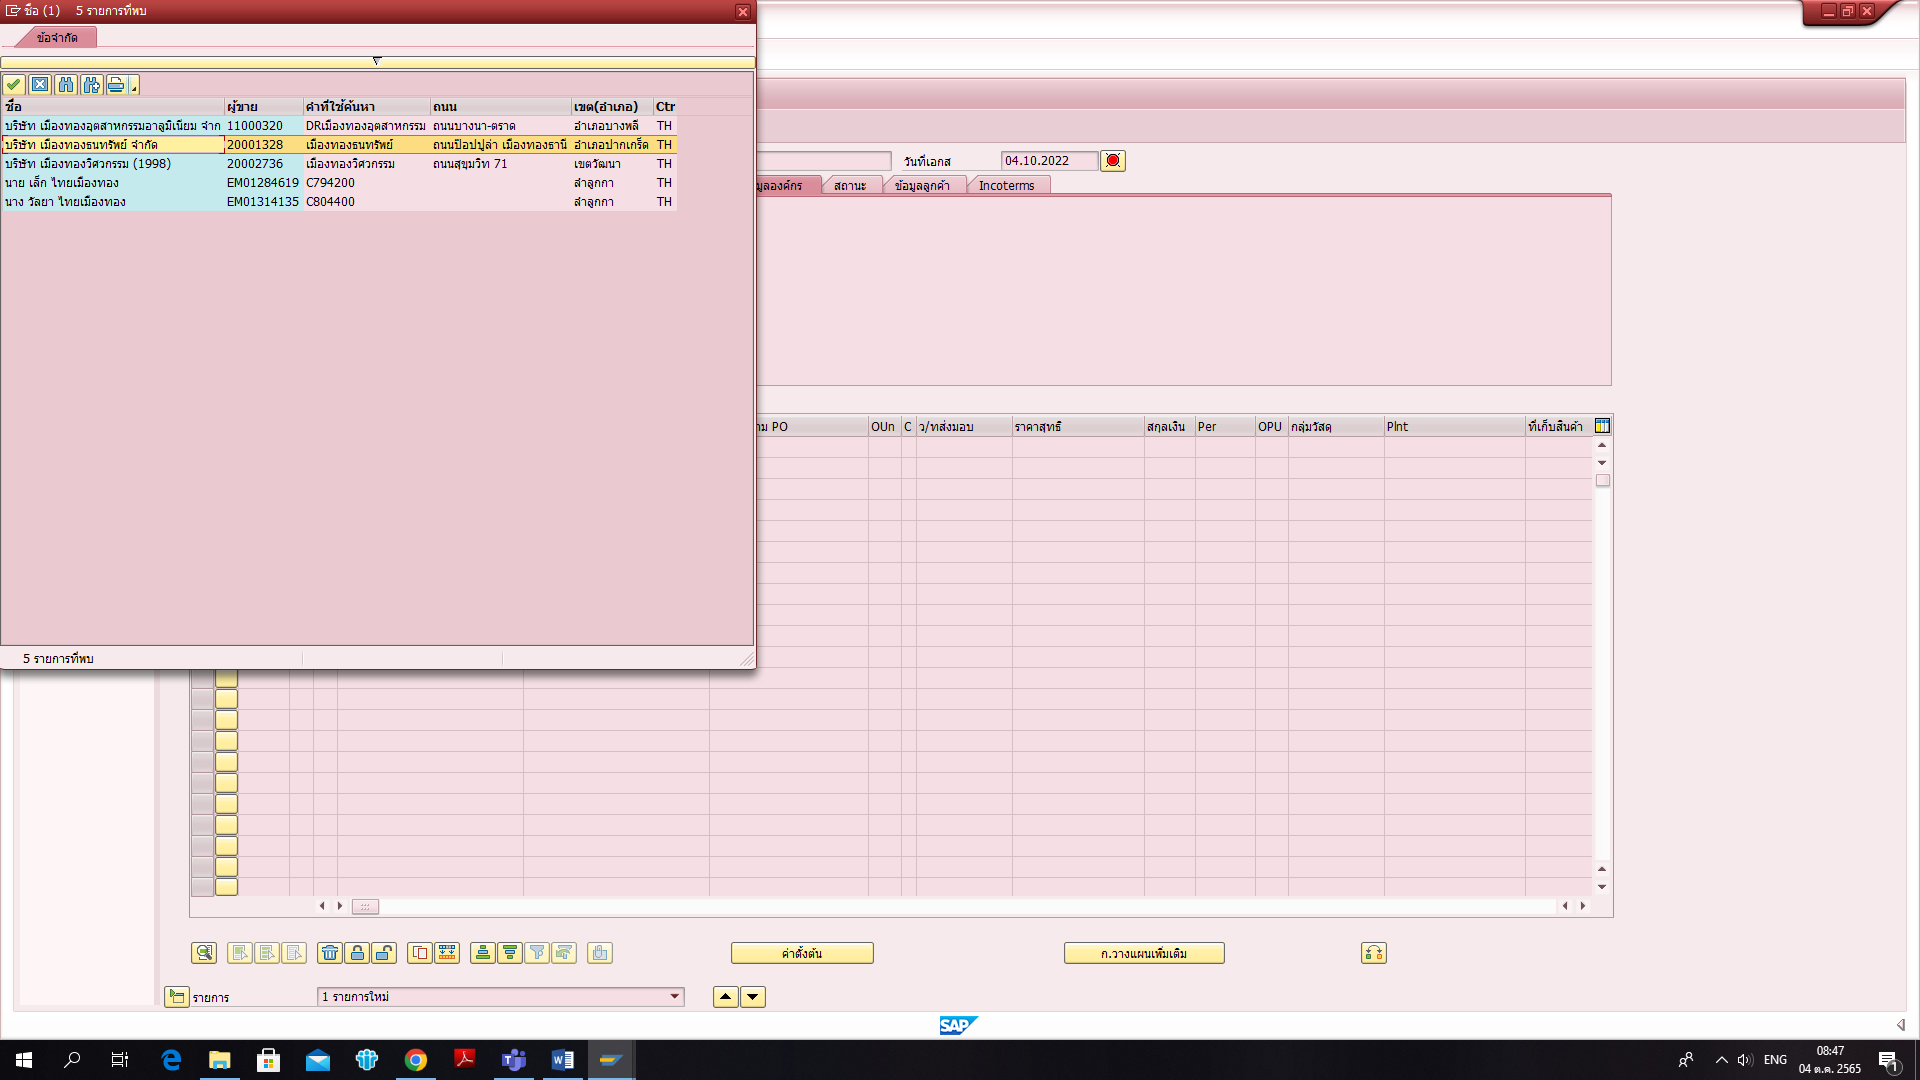 ชื่อ (1) 5 รายการที่พบ
ข้อจำกัด
ชื่อ ผู้ขาย คำที่ใช้ค้นหา ถนน เขต(อำเภอ) Ctr
บริษัท เมืองทองอุตสาหกรรมอาลูมิเนียม จำก 11000320 DRเมืองทองอุตสาหกรรม ถนนบางนา-ตราด อำเภอบางพลี TH
บริษัท เมืองทองธนทรัพย์ จำกัด 20001328 เมืองทองธนทรัพย์ ถนนป๊อปปูล่า เมืองทองธานี อำเภอปากเกร็ด TH
บริษัท เมืองทองวิศวกรรม (1998) 20002736 เมืองทองวิศวกรรม ถนนสุขุมวิท 71 เขตวัฒนา TH
นาย เล็ก ไทยเมืองทอง EM01284619 C794200 ลำลูกกา TH
นาง วัลยา ไทยเมืองทอง EM01314135 C804400 ลำลูกกา TH
5 รายการที่พบ
วันที่เอกส 04.10.2022
มูลองค์กร สถานะ ข้อมูลลูกค้า Incoterms
าม PO OUn C ว/ทส่งมอบ ราคาสุทธิ สกุลเงิน Per OPU กลุ่มวัสดุ Plnt ที่เก็บสินค้า
ค่าตั้งต้น ก.วางแผนเพิ่มเติม
รายการ 1 รายการใหม่
SAP
ENG 08:47
04 ต.ค. 2565 1